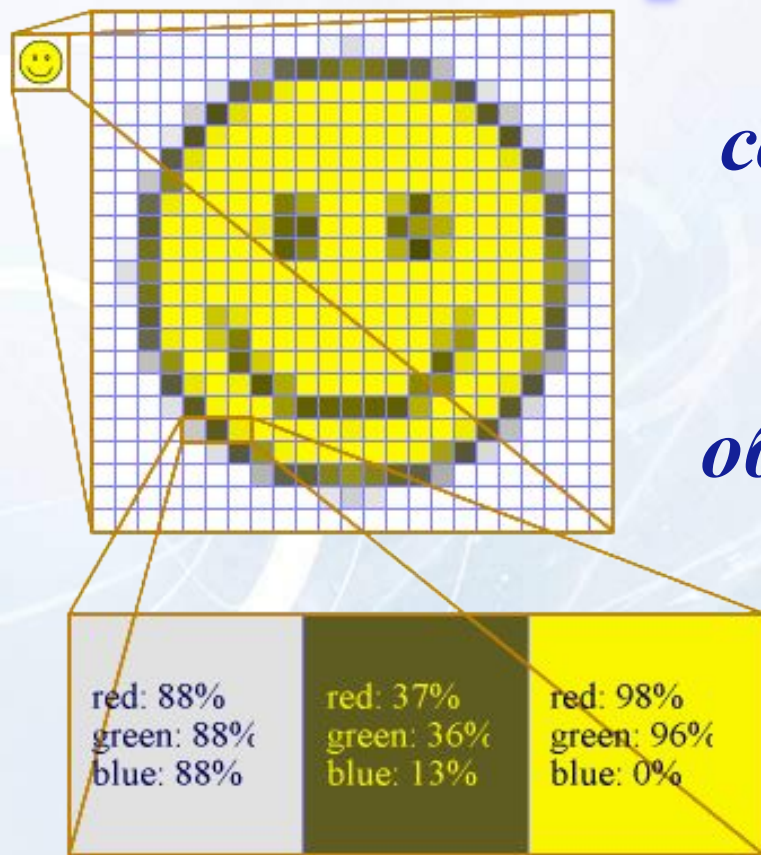 red: 88%
green: 88%
blue: 88%
red: 37%
green: 36%
blue: 13%
red: 98%
green: 96%
blue: 0%